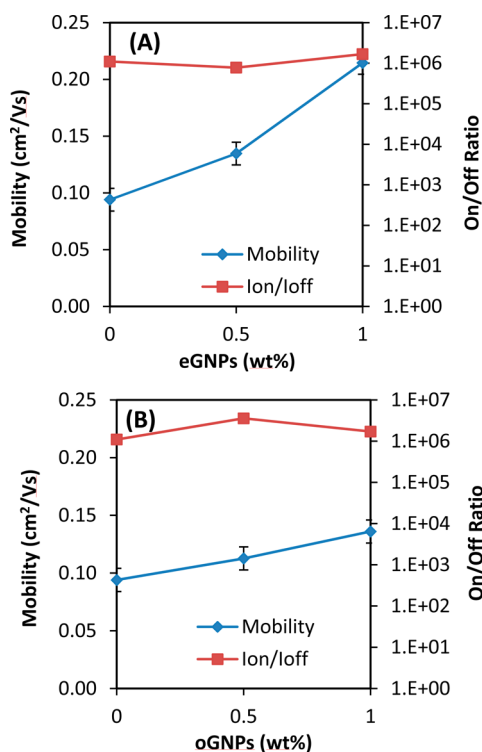 (A)
Mobility (cm²/Vs)
0.25
0.20
0.15
0.10
0.05
0.00
1.E+07
1.E+06
1.E+05
1.E+04
1.E+03
1.E+02
1.E+01
1.E+00
On/Off Ratio
Mobility
Ion/Ioff
0 0.5 1
eGNPs (wt%)
(B)
Mobility (cm²/Vs)
0.25
0.20
0.15
0.10
0.05
0.00
1.E+07
1.E+06
1.E+05
1.E+04
1.E+03
1.E+02
1.E+01
1.E+00
On/Off Ratio
Mobility
Ion/Ioff
0 0.5 1
oGNPs (wt%)